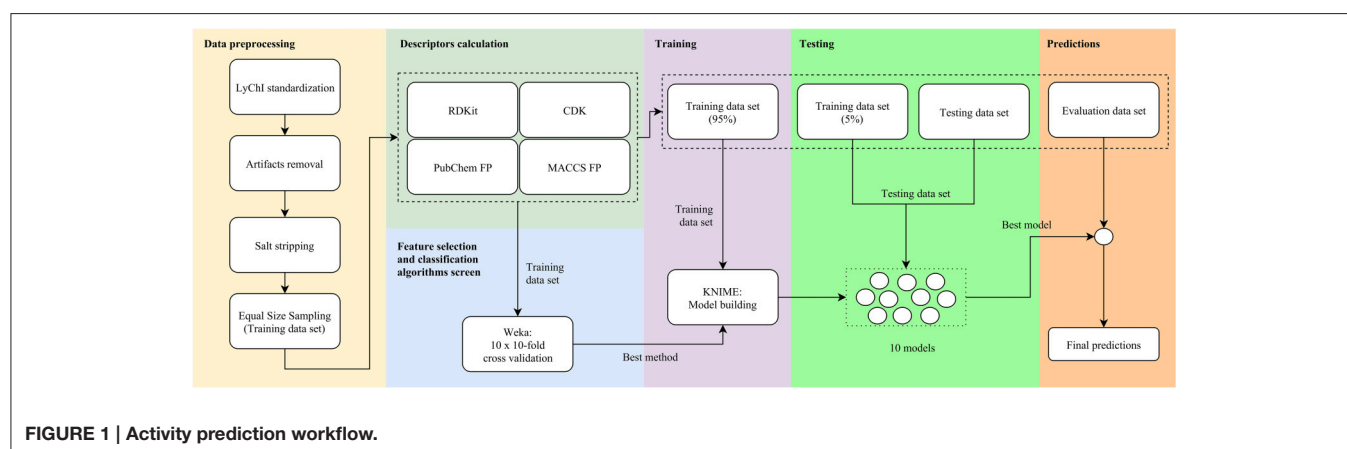 Data preprocessing
LyChI standardization
Artifacts removal
Salt stripping
Equal Size Sampling
(Training data set)
Descriptors calculation
RDKit
CDK
PubChem FP
MACCS FP
Training
data set
Feature selection
and classification
algorithms screen
Weka:
10 x 10-fold
cross validation
Best method
Training
Training data set
(95%)
Training
data set
KNIME:
Model building
Testing
Training data set
(5%)
Testing data set
Testing data set
10 models
Best model
Predictions
Evaluation data set
Final predictions
FIGURE 1 | Activity prediction workflow.